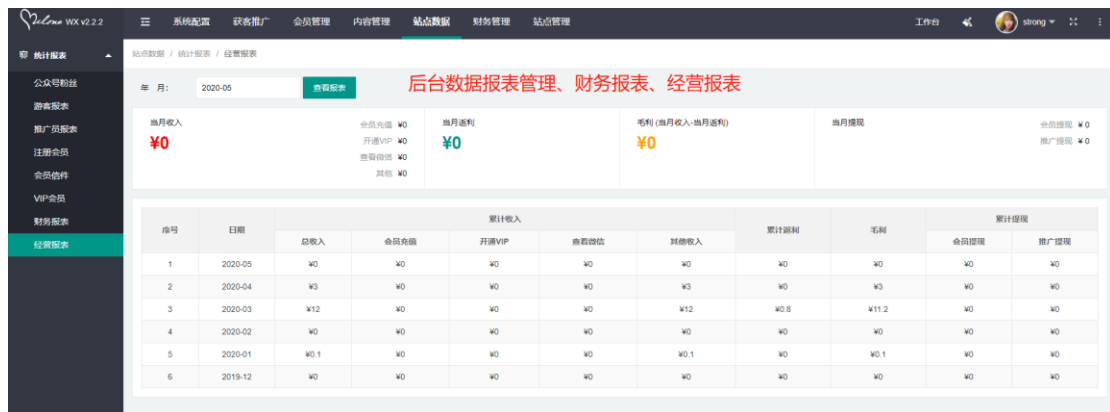 Velone WX v2.2.2 系统配置 获客推广 会员管理 内容管理 站点数据 财务管理 站点管理 工作台 strong
统计报表
公众号粉丝
游客报表
推广员报表
注册会员
会员信件
VIP会员
财务报表
经营报表
站点数据 / 统计报表 / 经营报表
年 月: 2020-05 查看报表
后台数据报表管理、财务报表、经营报表
当月收入
¥0
会员充值 ¥0
开通VIP ¥0
查看微信 ¥0
其他 ¥0
当月返利
¥0
毛利 (当月收入-当月返利)
¥0
当月提现
会员提现 ¥0
推广提现 ¥0
序号 日期 累计收入 累计返利 毛利 累计提现
总收入 会员充值 开通VIP 查看微信 其他收入 会员提现 推广提现
1 2020-05 ¥0 ¥0 ¥0 ¥0 ¥0 ¥0 ¥0 ¥0 ¥0
2 2020-04 ¥3 ¥0 ¥0 ¥0 ¥3 ¥0 ¥3 ¥0 ¥0
3 2020-03 ¥12 ¥0 ¥0 ¥0 ¥12 ¥0.8 ¥11.2 ¥0 ¥0
4 2020-02 ¥0 ¥0 ¥0 ¥0 ¥0 ¥0 ¥0 ¥0 ¥0
5 2020-01 ¥0.1 ¥0 ¥0 ¥0 ¥0.1 ¥0 ¥0.1 ¥0 ¥0
6 2019-12 ¥0 ¥0 ¥0 ¥0 ¥0 ¥0 ¥0 ¥0 ¥0